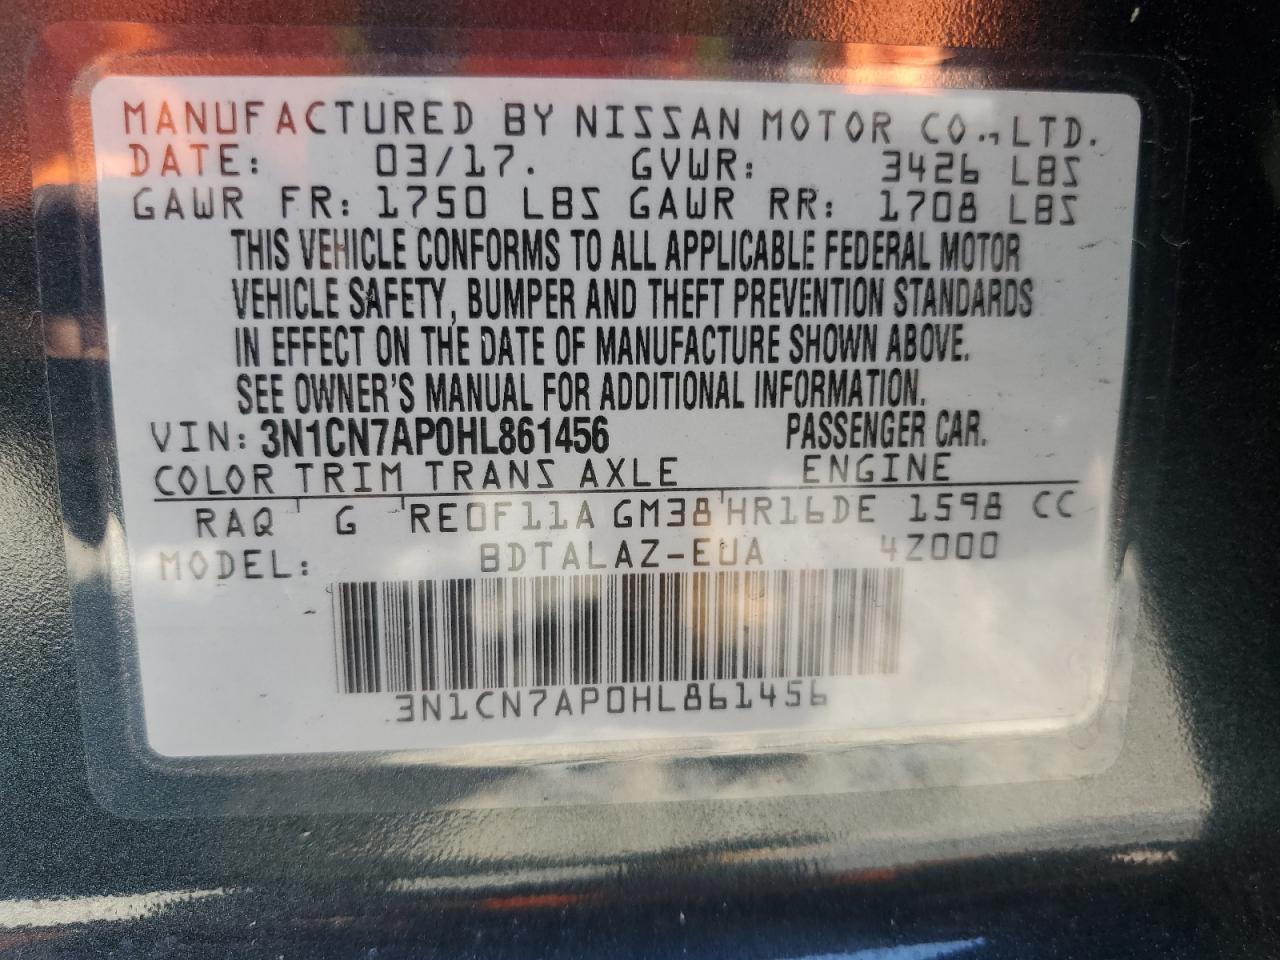 MANUFACTURED BY NISSAN MOTOR CO., LTD.
DATE: 03/17. GVWR: 3426 LBS
GAWR FR: 1750 LBS GAWR RR: 1708 LBS
THIS VEHICLE CONFORMS TO ALL APPLICABLE FEDERAL MOTOR
VEHICLE SAFETY, BUMPER AND THEFT PREVENTION STANDARDS
IN EFFECT ON THE DATE OF MANUFACTURE SHOWN ABOVE.
SEE OWNER'S MANUAL FOR ADDITIONAL INFORMATION.
VIN: 3N1CN7AP0HL861456 PASSENGER CAR.
COLOR TRIM TRANS AXLE ENGINE
RAQ G RE0F11A GM38 HR16DE 1598 CC
MODEL: BDTALAZ-EUA 4Z000
3N1CN7AP0HL861456